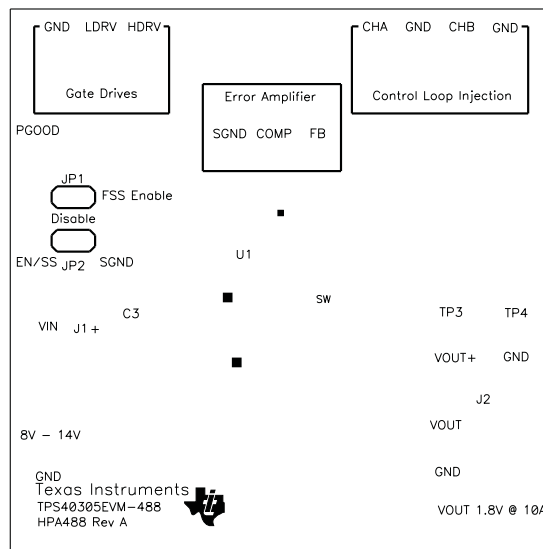 GND LDRV HDRV
Gate Drives
CHA GND CHB GND
Control Loop Injection
Error Amplifier
SGND COMP FB
PGOOD
JP1
FSS Enable
Disable
EN/SS JP2 SGND
U1
C3
SW
VIN J1 +
TP3 TP4
VOUT+ GND
J2
VOUT
8V - 14V
GND
GND
Texas Instruments
TPS40305EVM-488
HPA488 Rev A
VOUT 1.8V @ 10A